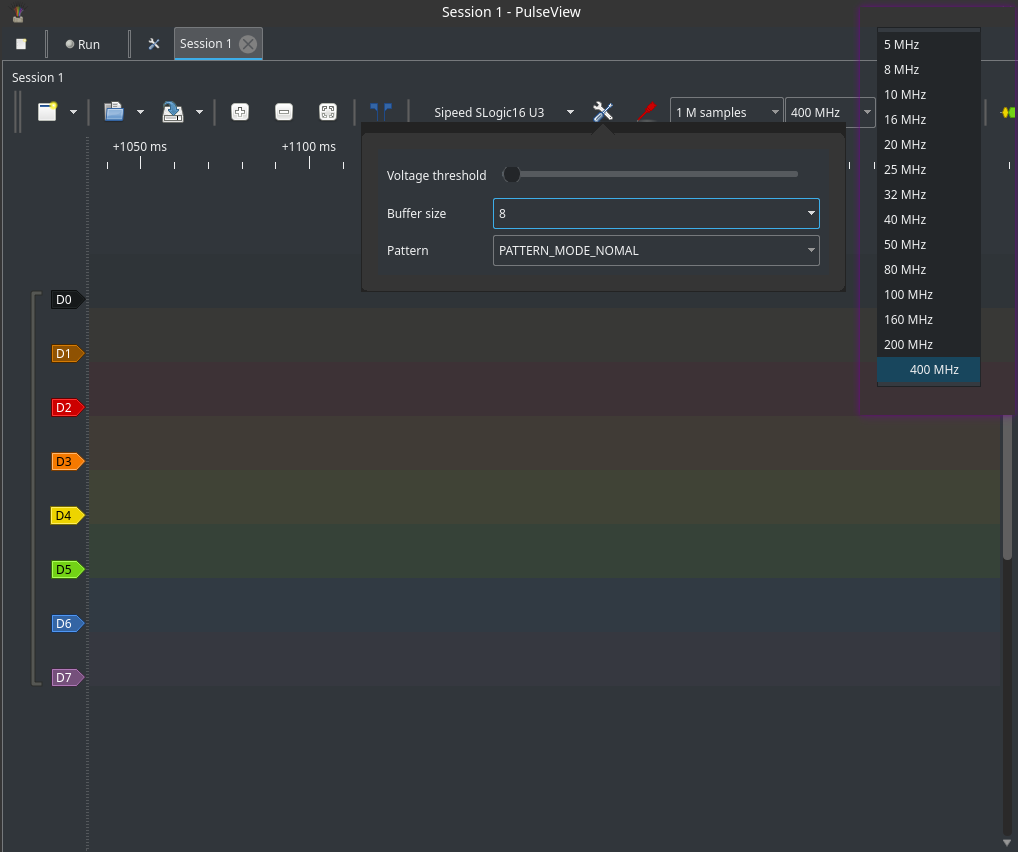 Session 1 - PulseView
Run
Session 1
Session 1
Sipeed SLogic16 U3
1 M samples
400 MHz
+1050 ms
+1100 ms
Voltage threshold
Buffer size
8
Pattern
PATTERN_MODE_NOMAL
5 MHz
8 MHz
10 MHz
16 MHz
20 MHz
25 MHz
32 MHz
40 MHz
50 MHz
80 MHz
100 MHz
160 MHz
200 MHz
400 MHz
D0
D1
D2
D3
D4
D5
D6
D7